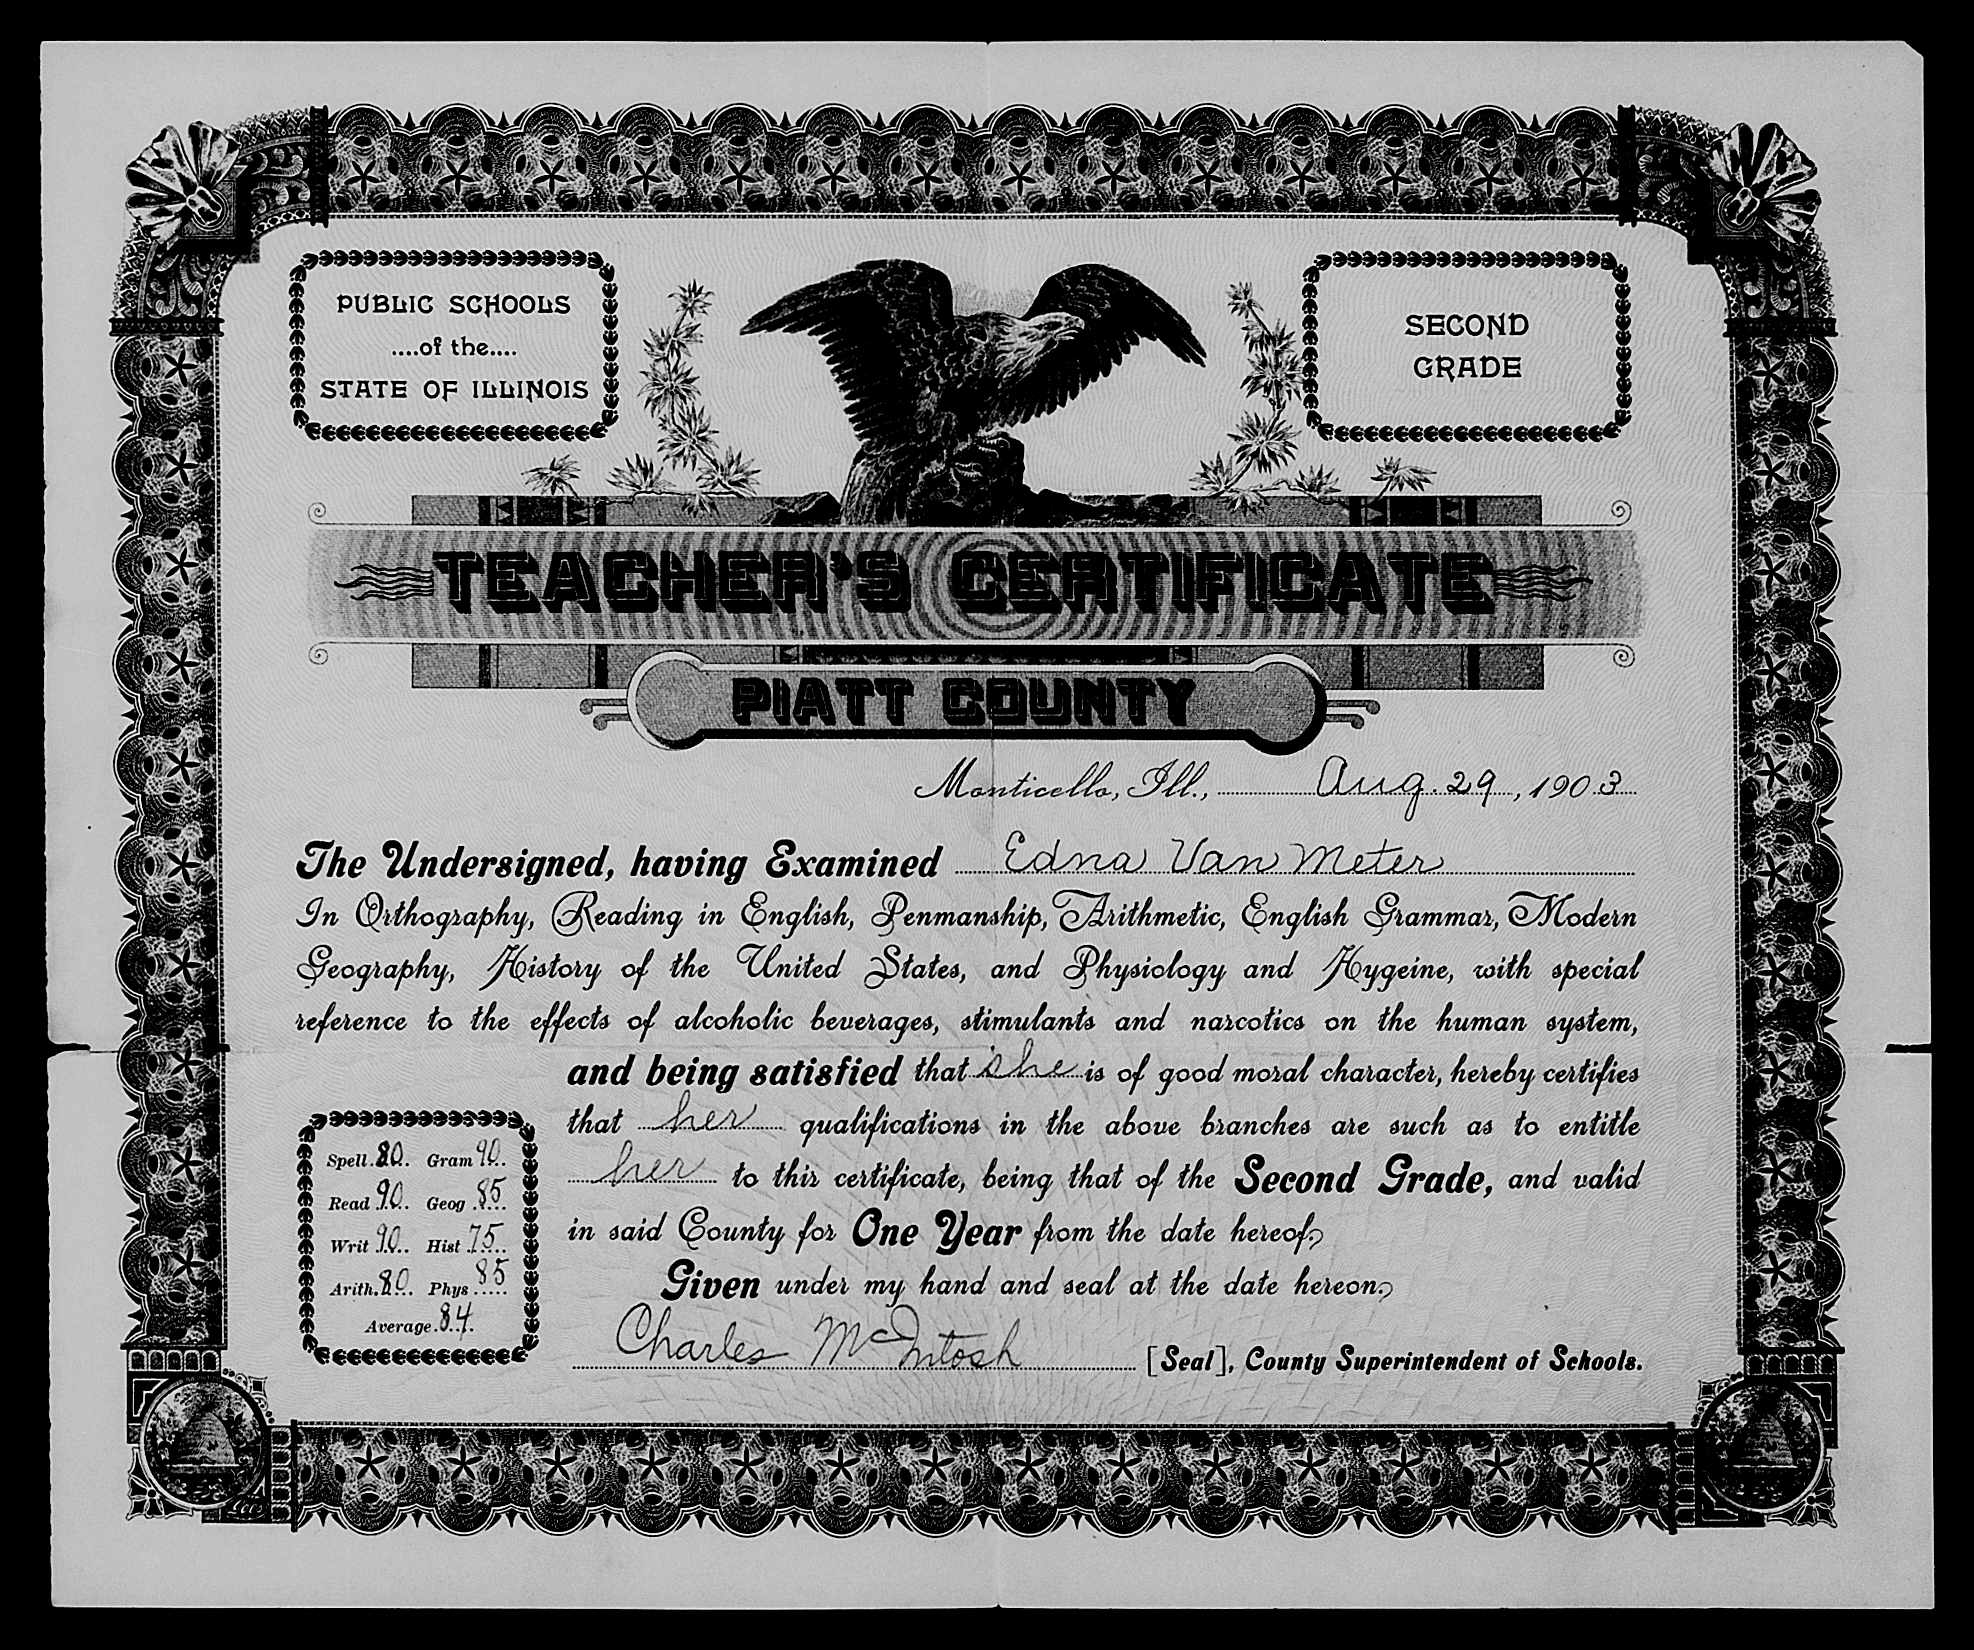 PUBLIC SCHOOLS
....of the....
STATE OF ILLINOIS
SECOND
GRADE
TEACHER'S CERTIFICATE
PIATT COUNTY
Monticello, Ill., Aug. 29, 1903
The Undersigned, having Examined Edna Van Meter
In Orthography, Reading in English, Penmanship, Arithmetic, English Grammar, Modern
Geography, History of the United States, and Physiology and Hygeine, with special
reference to the effects of alcoholic beverages, stimulants and narcotics on the human system,
and being satisfied that she is of good moral character, hereby certifies
that her qualifications in the above branches are such as to entitle
her to this certificate, being that of the Second Grade, and valid
in said County for One Year from the date hereof.
Given under my hand and seal at the date hereon.
Charles McIntosh [Seal], County Superintendent of Schools.
Spell. 80. Gram 90.
Read 90. Geog 85
Writ 90. Hist 75
Arith. 80. Phys 85
Average 84.